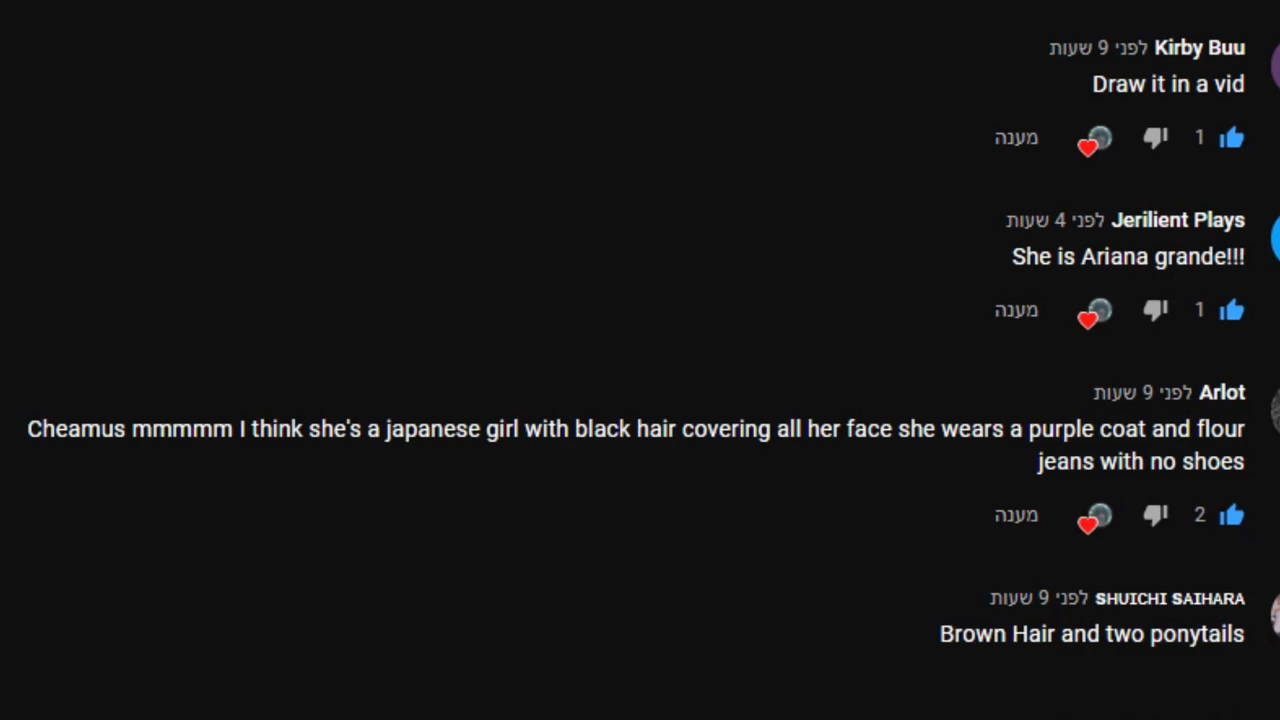 Kirby Buu לפני 9 שעות
Draw it in a vid
1 מענה
Jerilient Plays לפני 4 שעות
She is Ariana grande!!!
1 מענה
Arlot לפני 9 שעות
Cheamus mmmmm I think she's a japanese girl with black hair covering all her face she wears a purple coat and flour
jeans with no shoes
2 מענה
sHUICHI sAIHARA לפני 9 שעות
Brown Hair and two ponytails